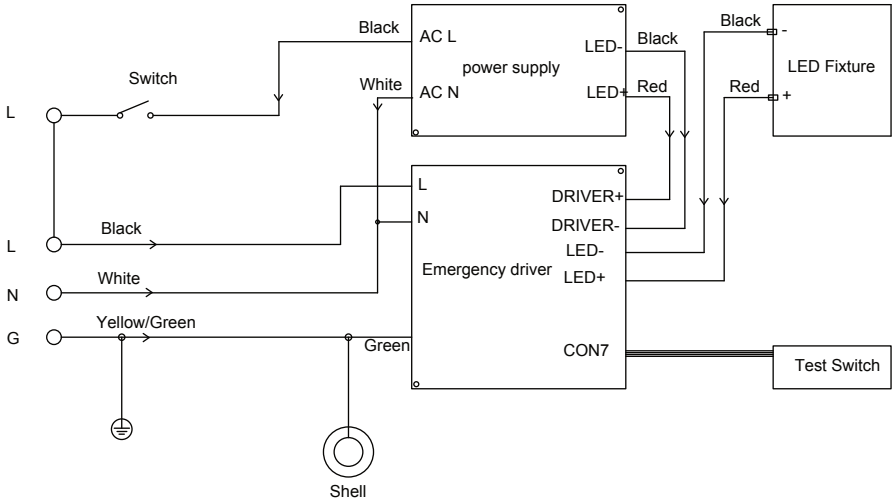 Black
AC L
LED-
Black
Black
-
power supply
LED Fixture
Switch
White
AC N
LED+
Red
Red
+
L
L
DRIVER+
N
DRIVER-
Black
LED-
L
Emergency driver
LED+
White
N
Yellow/Green
G
Green
CON7
Test Switch
Shell